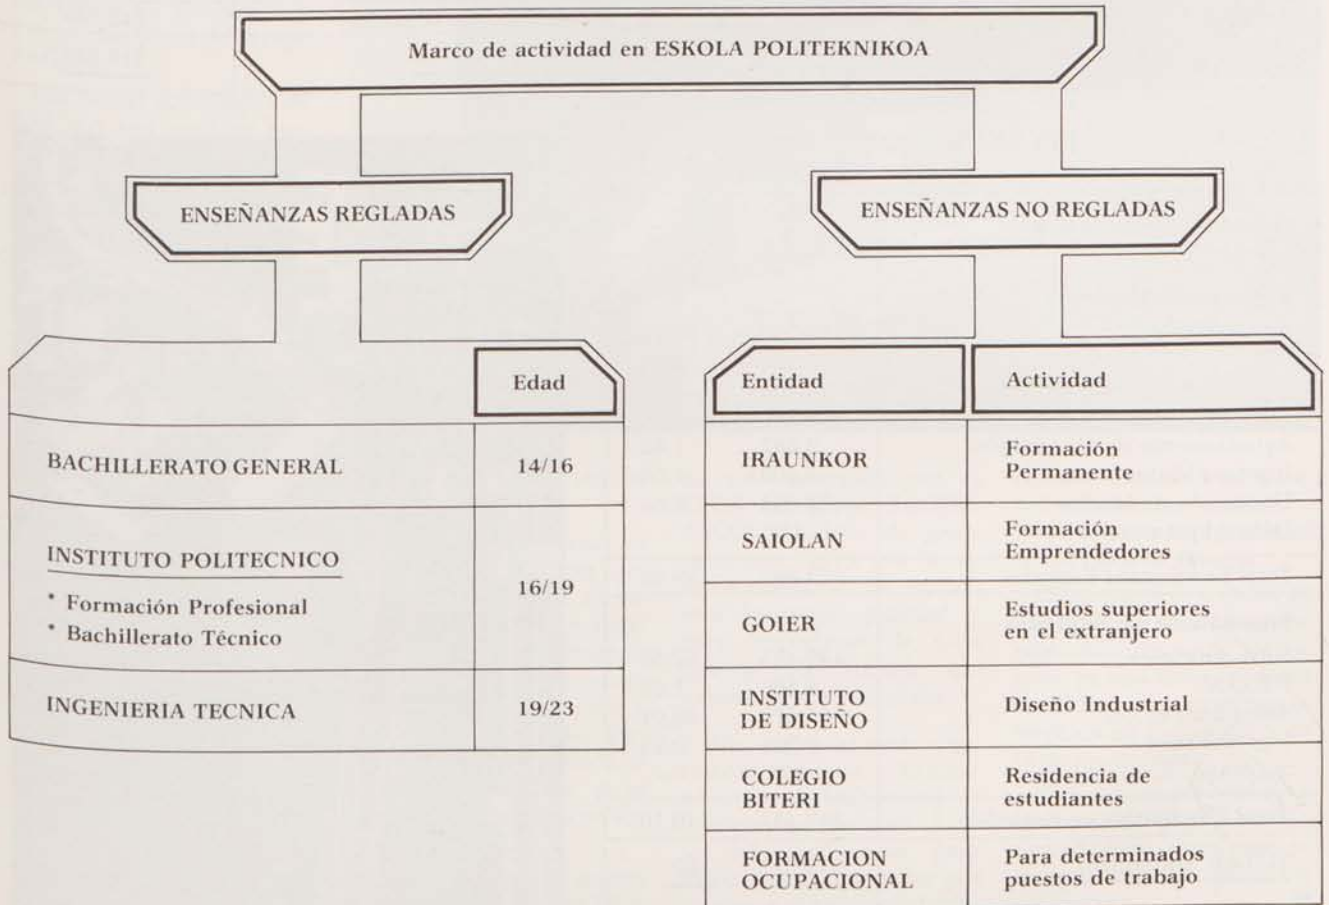 Marco de actividad en ESKOLA POLITEKNIKOA
ENSEÑANZAS REGLADAS
Edad
BACHILLERATO GENERAL 14/16
INSTITUTO POLITECNICO
16/19
* Formación Profesional
* Bachillerato Técnico
INGENIERIA TECNICA 19/23
ENSEÑANZAS NO REGLADAS
Entidad Actividad
IRAUNKOR
Formación
Permanente
SAIOLAN
Formación
Emprendedores
GOIER
Estudios superiores
en el extranjero
INSTITUTO
DE DISEÑO
Diseño Industrial
COLEGIO
BITERI
Residencia de
estudiantes
FORMACION
OCUPACIONAL
Para determinados
puestos de trabajo